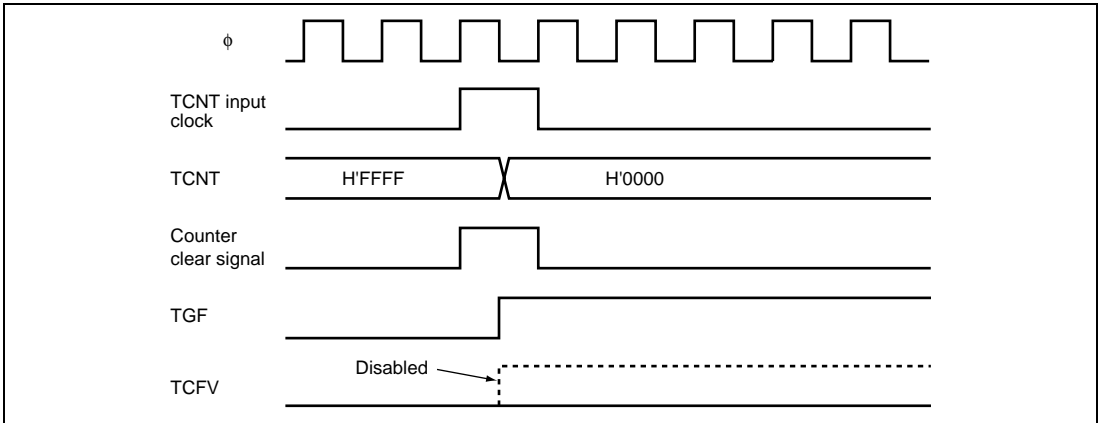 ϕ
TCNT input
clock
TCNT
H'FFFF
H'0000
Counter
clear signal
TGF
Disabled
TCFV